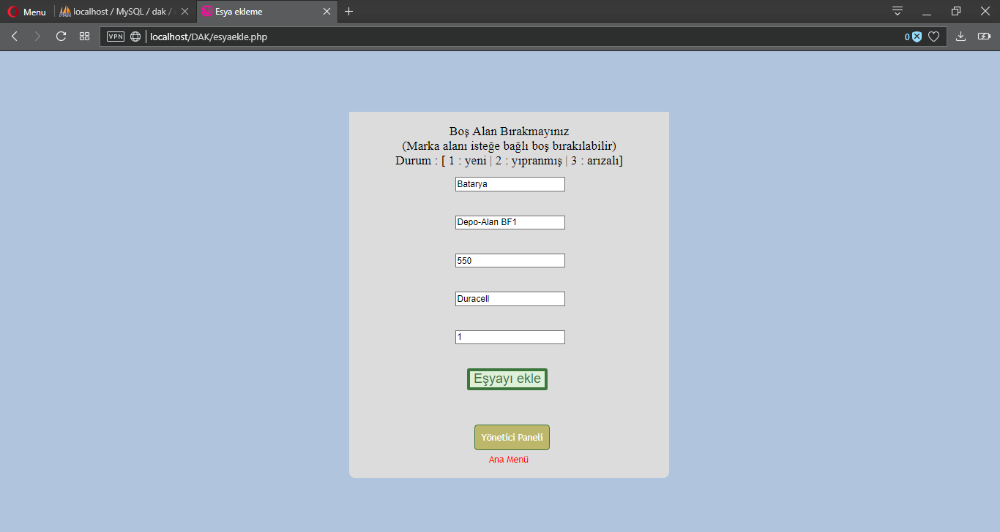 Menu
localhost / MySQL / dak /
Esya ekleme
VPN
localhost/DAK/esyaekle.php
0
Boş Alan Bırakmayınız
(Marka alanı isteğe bağlı boş bırakılabilir)
Durum : [ 1 : yeni | 2 : yıpranmış | 3 : arızalı]
Batarya
Depo-Alan BF1
550
Duracell
1
Eşyayı ekle
Yönetici Paneli
Ana Menü